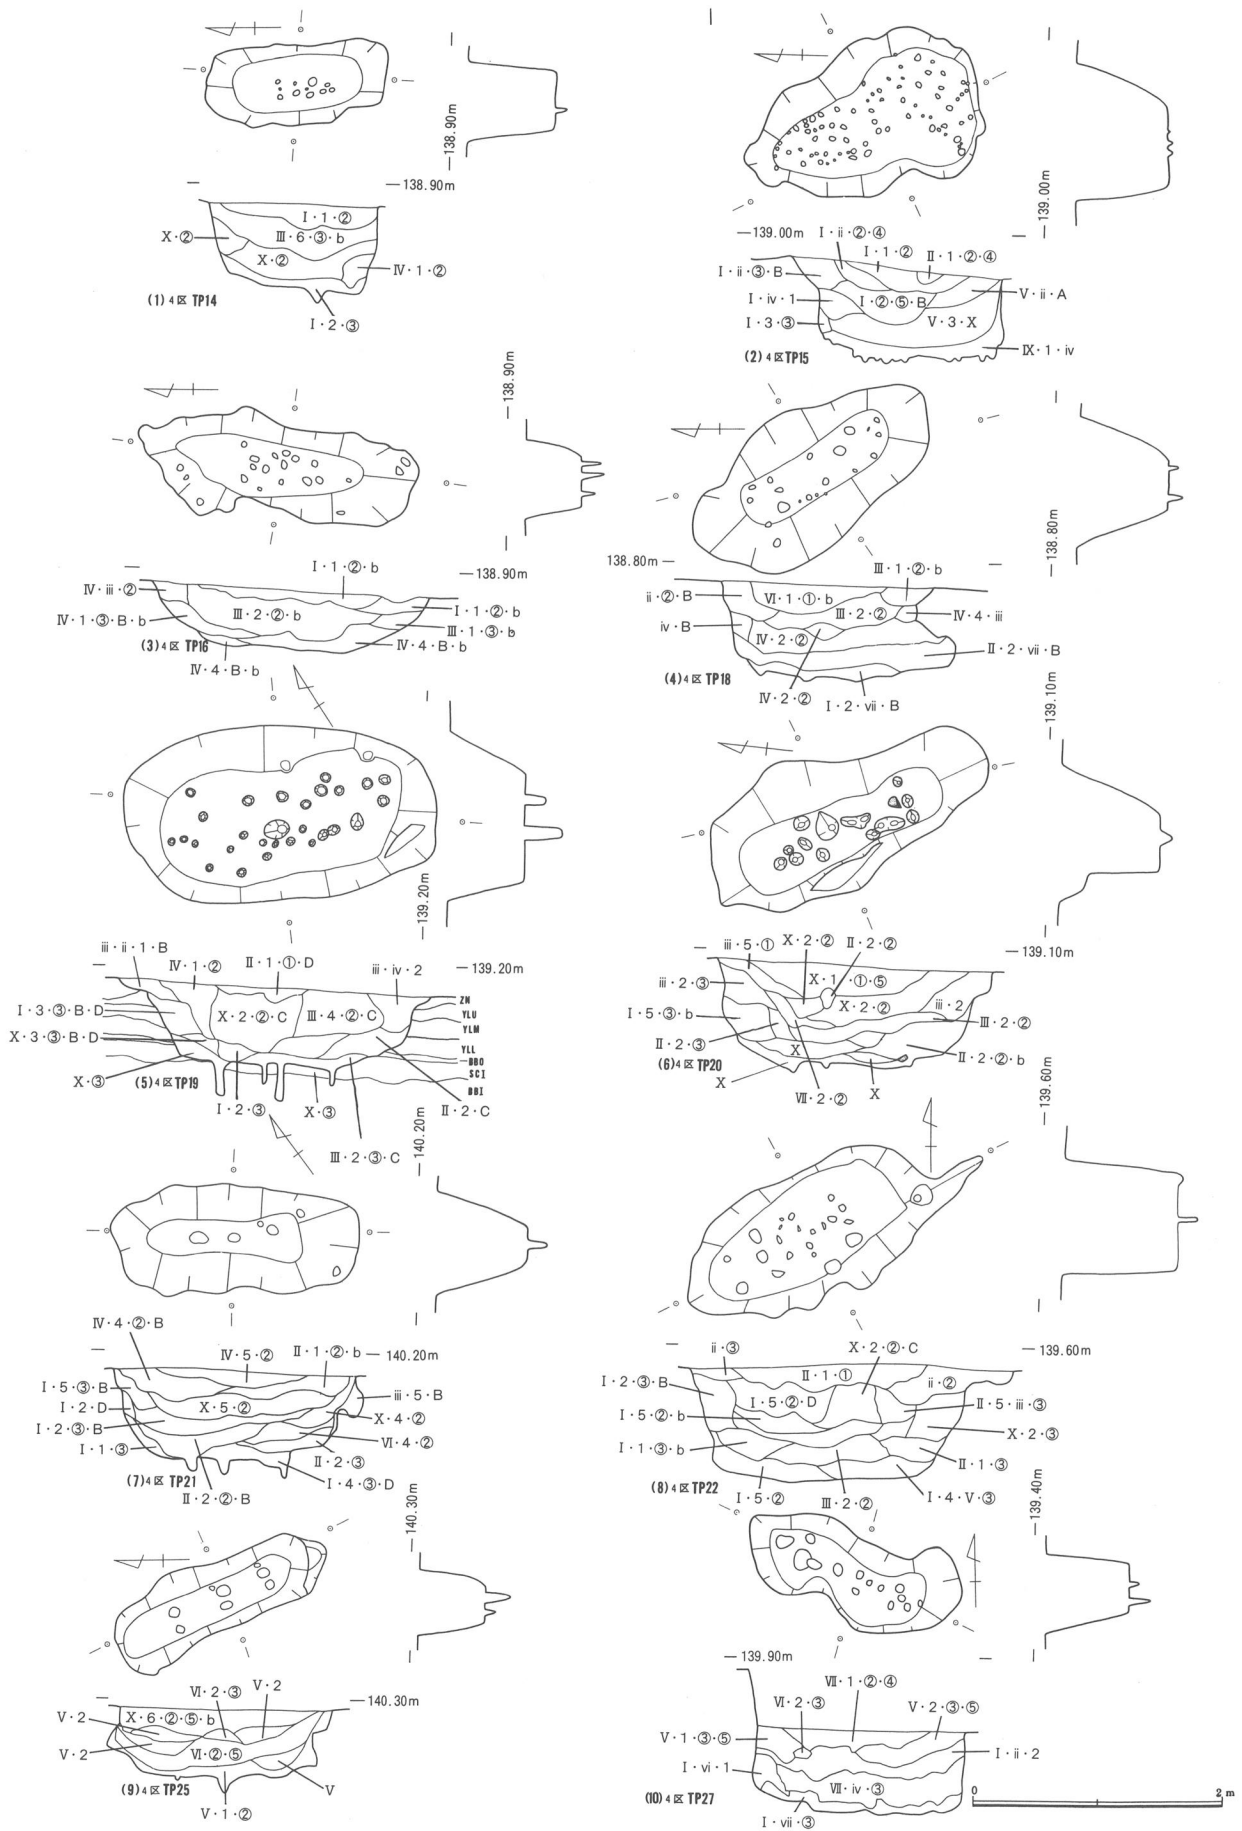 138.90m
138.90m
I・1・②
X・②
Ⅲ・6・③・b
X・②
Ⅳ・1・②
(1) 4区 TP14
I・2・③
139.00m
139.00m
I・ii・②・④
I・1・②
Ⅱ・1・②・④
I・ii・③・B
V・ii・A
I・iv・1
I・②・⑤・B
I・3・③
V・3・X
(2) 4区TP15
Ⅸ・1・iv
138.90m
I・1・②・b
138.90m
Ⅳ・iii・②
Ⅲ・2・②・b
I・1・②・b
Ⅳ・1・③・B・b
Ⅲ・1・③・b
(3) 4区 TP16
Ⅳ・4・B・b
Ⅳ・4・B・b
138.80m
138.80m
Ⅲ・1・②・b
ii・②・B
Ⅵ・1・①・b
Ⅲ・2・②
Ⅳ・4・iii
iv・B
Ⅳ・2・②
Ⅱ・2・vii・B
(4) 4区 TP18
Ⅳ・2・②
I・2・vii・B
139.20m
iii・ii・1・B
Ⅳ・1・②
Ⅱ・1・①・D
iii・iv・2
139.20m
I・3・③・B・D
X・2・②・C
Ⅲ・4・②・C
ZN
YLU
YLM
X・3・③・B・D
YLL
BBO
SCI
BBI
X・③
(5) 4区 TP19
I・2・③
X・③
Ⅱ・2・C
Ⅲ・2・③・C
139.10m
139.10m
iii・5・①
X・2・②
Ⅱ・2・②
iii・2・③
X・1・①・⑤
X・2・②
iii・2
I・5・③・b
Ⅲ・2・②
Ⅱ・2・③
X
Ⅱ・2・②・b
(6) 4区 TP20
X
Ⅶ・2・②
X
140.20m
Ⅳ・4・②・B
Ⅳ・5・②
Ⅱ・1・②・b
140.20m
I・5・③・B
iii・5・B
I・2・D
X・5・②
X・4・②
I・2・③・B
Ⅵ・4・②
I・1・③
Ⅱ・2・③
(7) 4区 TP21
I・4・③・D
Ⅱ・2・②・B
139.60m
X・2・②・C
139.60m
ii・③
Ⅱ・1・①
I・2・③・B
ii・②
I・5・②・D
Ⅱ・5・iii・③
I・5・②・b
X・2・③
I・1・③・b
Ⅱ・1・③
(8) 4区 TP22
I・5・②
Ⅲ・2・②
I・4・V・③
140.30m
Ⅵ・2・③
V・2
140.30m
V・2
X・6・②・⑤・b
V・2
Ⅵ・②・⑤
(9) 4区 TP25
V
V・1・②
139.40m
139.90m
Ⅶ・1・②・④
Ⅵ・2・③
V・2・③・⑤
V・1・③・⑤
I・ii・2
I・vi・1
Ⅶ・iv・③
(10) 4区 TP27
I・vii・③
0
2 m